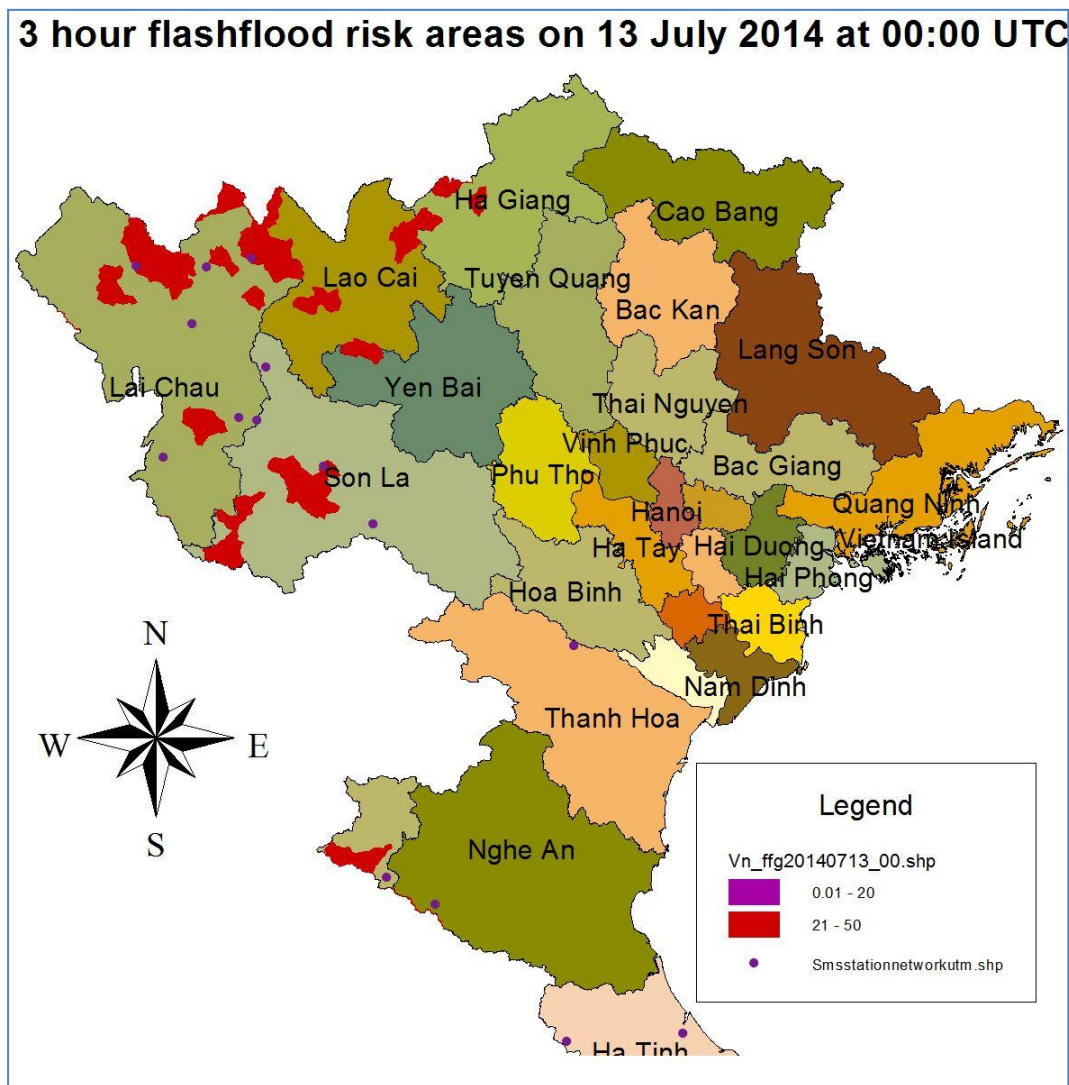 3 hour flashflood risk areas on 13 July 2014 at 00:00 UTC
Ha Giang
Cao Bang
Lao Cai
Tuyen Quang
Bac Kan
Lang Son
Lai Chau
Yen Bai
Thai Nguyen
Vinh Phuc
Bac Giang
Son La
Phu Tho
Quang Ninh
Hanoi
Vietnam Island
Ha Tay
Hai Duong
Hai Phong
Hoa Binh
Thai Binh
N
Nam Dinh
Thanh Hoa
W
E
S
Nghe An
Legend
Vn_ffg20140713_00.shp
0.01 - 20
21 - 50
Smsstationnetworkutm.shp
Ha Tinh